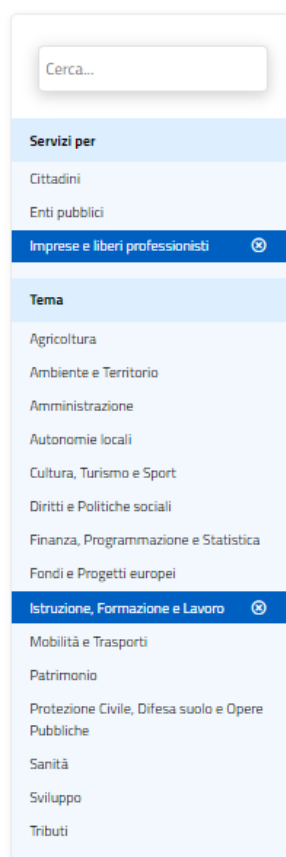 Cerca...
Servizi per
Cittadini
Enti pubblici
Imprese e liberi professionisti
Tema
Agricoltura
Ambiente e Territorio
Amministrazione
Autonomie locali
Cultura, Turismo e Sport
Diritti e Politiche sociali
Finanza, Programmazione e Statistica
Fondi e Progetti europei
Istruzione, Formazione e Lavoro
Mobilità e Trasporti
Patrimonio
Protezione Civile, Difesa suolo e Opere
Pubbliche
Sanità
Sviluppo
Tributi